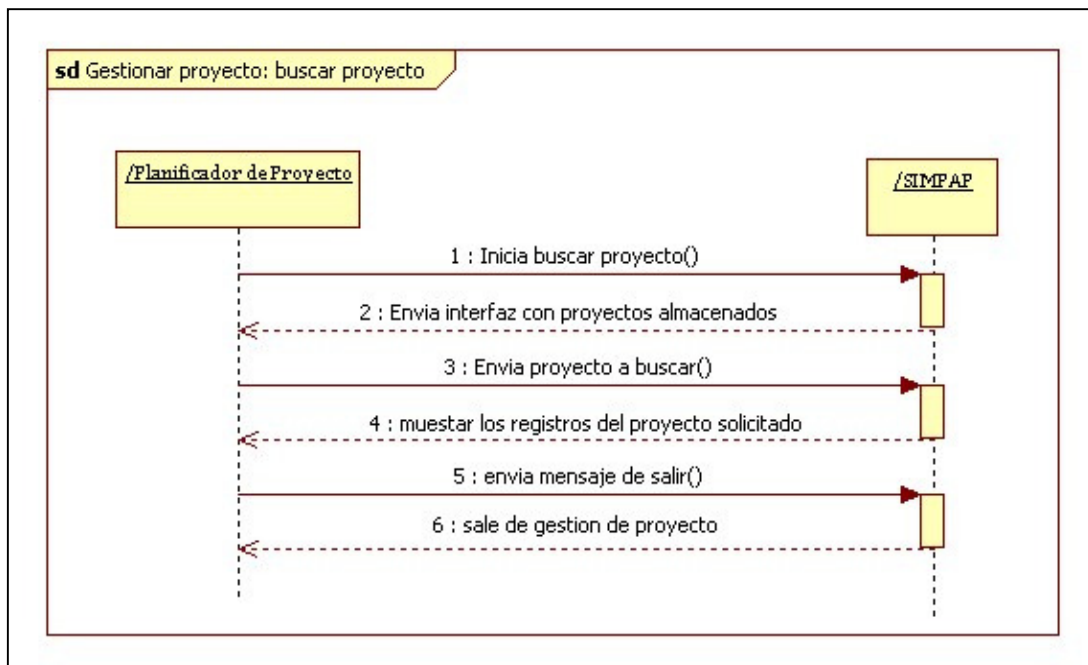 sd Gestionar proyecto: buscar proyecto
/Planificador de Proyecto
/SIMPAP
1 : Inicia buscar proyecto()
2 : Envia interfaz con proyectos almacenados
3 : Envia proyecto a buscar()
4 : muestar los registros del proyecto solicitado
5 : envia mensaje de salir()
6 : sale de gestion de proyecto